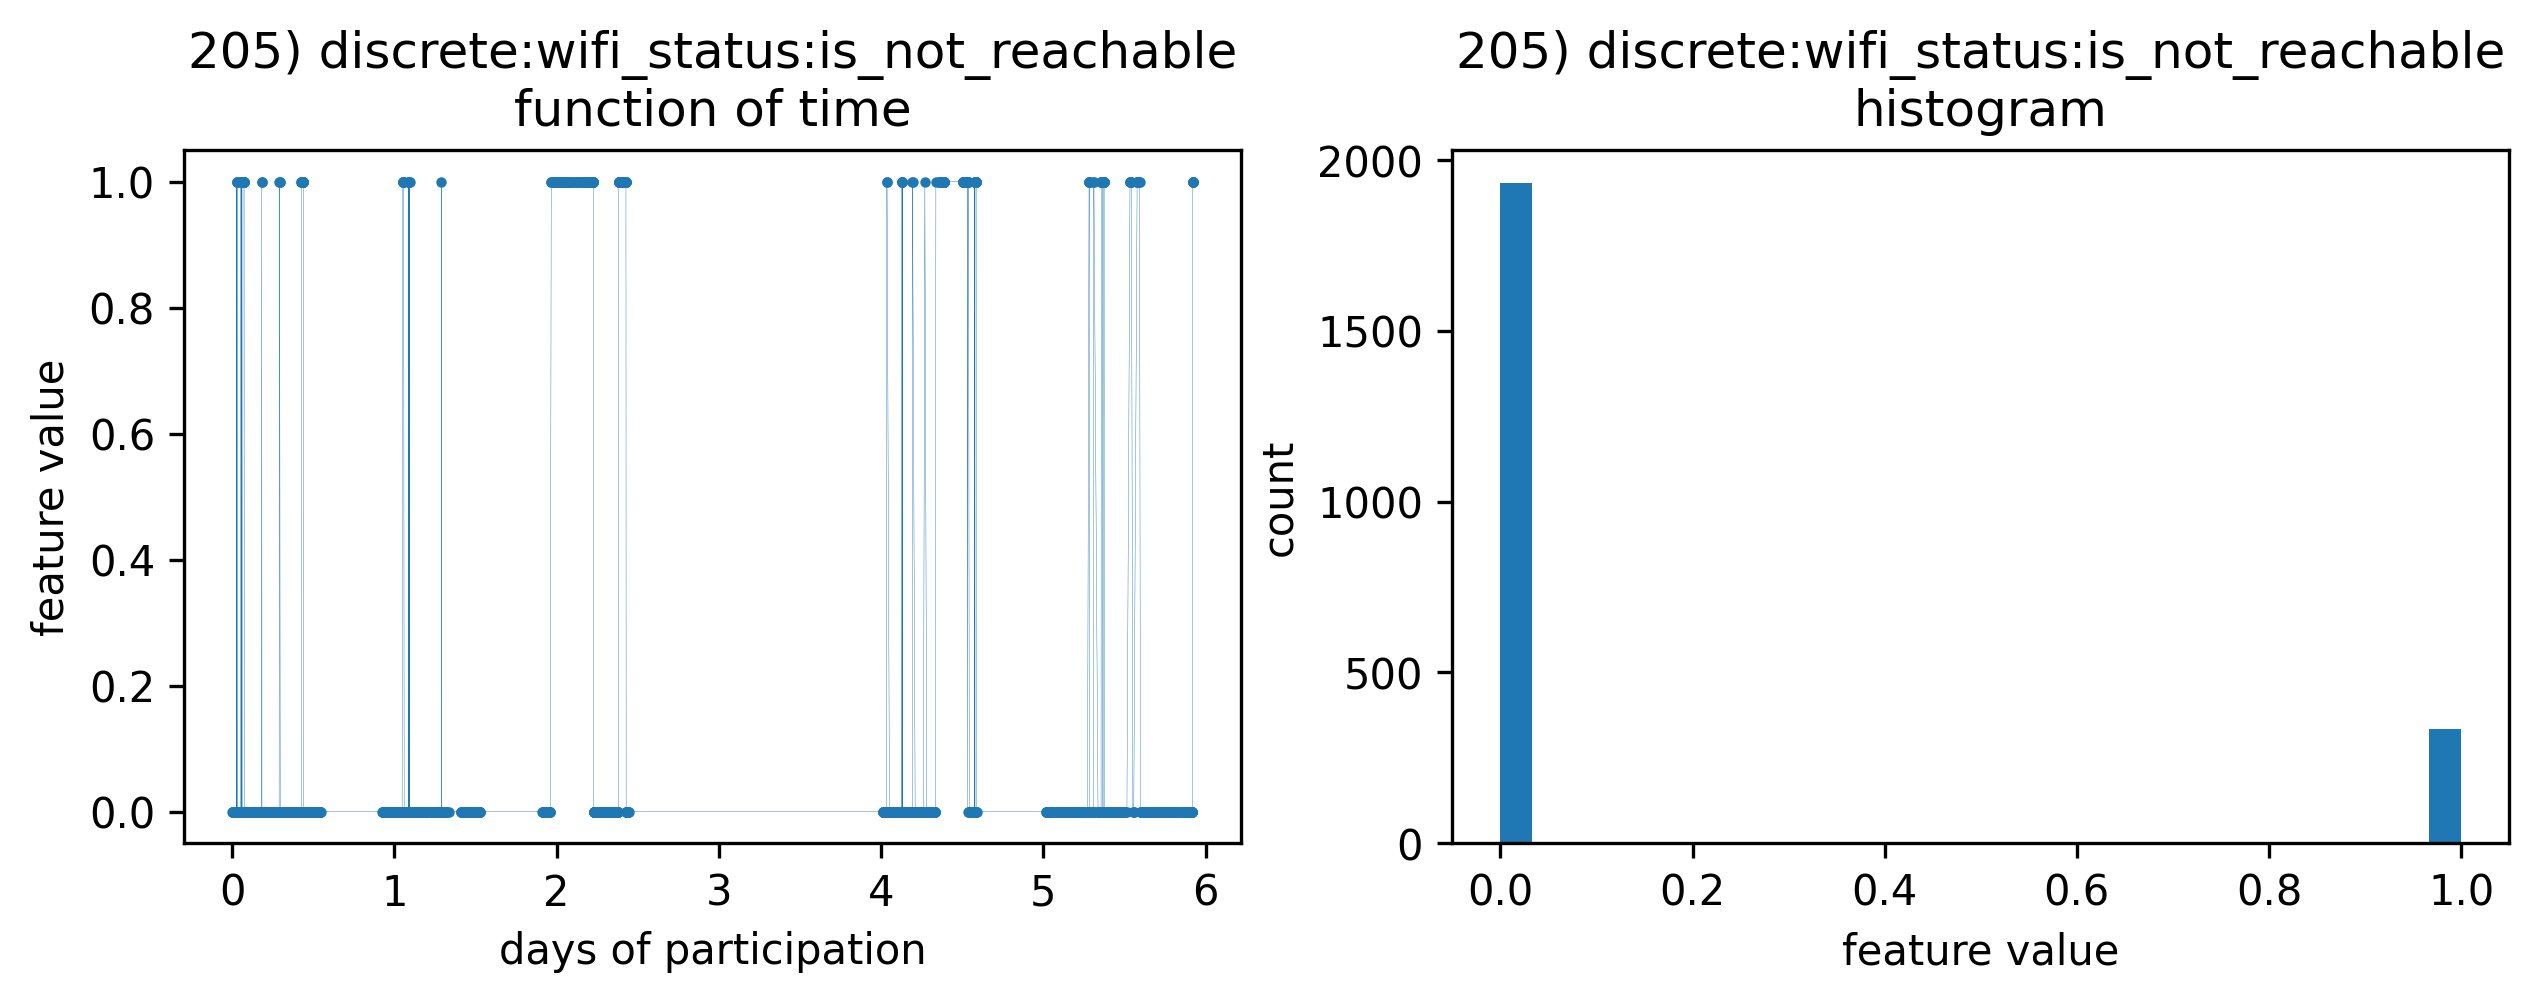 205) discrete:wifi_status:is_not_reachable
function of time
1.0
0.8
0.6
0.4
0.2
0.0
feature value
0 1 2 3 4 5 6
days of participation
205) discrete:wifi_status:is_not_reachable
histogram
2000
1500
1000
500
0
count
0.0 0.2 0.4 0.6 0.8 1.0
feature value